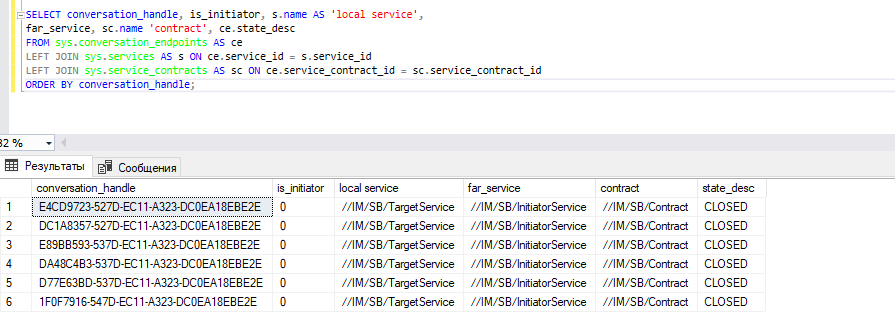 SELECT conversation_handle, is_initiator, s.name AS 'local service',
far_service, sc.name 'contract', ce.state_desc
FROM sys.conversation_endpoints AS ce
LEFT JOIN sys.services AS s ON ce.service_id = s.service_id
LEFT JOIN sys.service_contracts AS sc ON ce.service_contract_id = sc.service_contract_id
ORDER BY conversation_handle;
Результаты Сообщения
conversation_handle is_initiator local service far_service contract state_desc
1 E4CD9723-527D-EC11-A323-DC0EA18EBE2E 0 //IM/SB/TargetService //IM/SB/InitiatorService //IM/SB/Contract CLOSED
2 DC1A8357-527D-EC11-A323-DC0EA18EBE2E 0 //IM/SB/TargetService //IM/SB/InitiatorService //IM/SB/Contract CLOSED
3 E89BB593-537D-EC11-A323-DC0EA18EBE2E 0 //IM/SB/TargetService //IM/SB/InitiatorService //IM/SB/Contract CLOSED
4 DA48C4B3-537D-EC11-A323-DC0EA18EBE2E 0 //IM/SB/TargetService //IM/SB/InitiatorService //IM/SB/Contract CLOSED
5 D77E63BD-537D-EC11-A323-DC0EA18EBE2E 0 //IM/SB/TargetService //IM/SB/InitiatorService //IM/SB/Contract CLOSED
6 1F0F7916-547D-EC11-A323-DC0EA18EBE2E 0 //IM/SB/TargetService //IM/SB/InitiatorService //IM/SB/Contract CLOSED